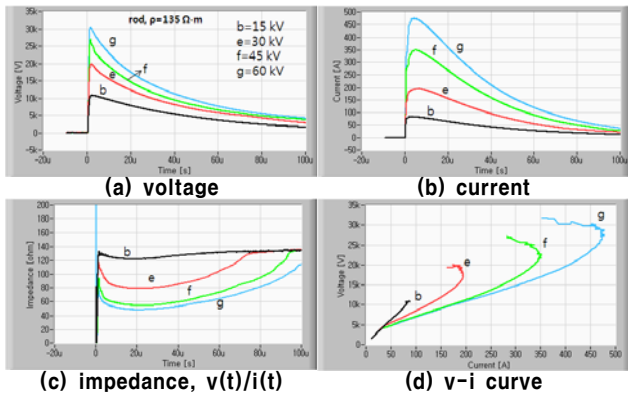 rod, ρ=135 Ω·m
b=15 kV
e=30 kV
f=45 kV
g=60 kV
g
f
e
b
Voltage [V]
35k
30k
25k
20k
15k
10k
5k
0
-5k
-20u 0 20u 40u 60u 80u 100u
Time [s]
(a) voltage
g
f
e
b
Current [A]
500
450
400
350
300
250
200
150
100
50
0
-50
-20u 0 20u 40u 60u 80u 100u
Time [s]
(b) current
b
e
f
g
Impedance [ohm]
200
180
160
140
120
100
80
60
40
20
0
-20u 0 20u 40u 60u 80u 100u
Time [s]
(c) impedance, v(t)/i(t)
g
f
e
b
Voltage [V]
35k
30k
25k
20k
15k
10k
5k
0
0 50 100 150 200 250 300 350 400 450 500
Current [A]
(d) v-i curve